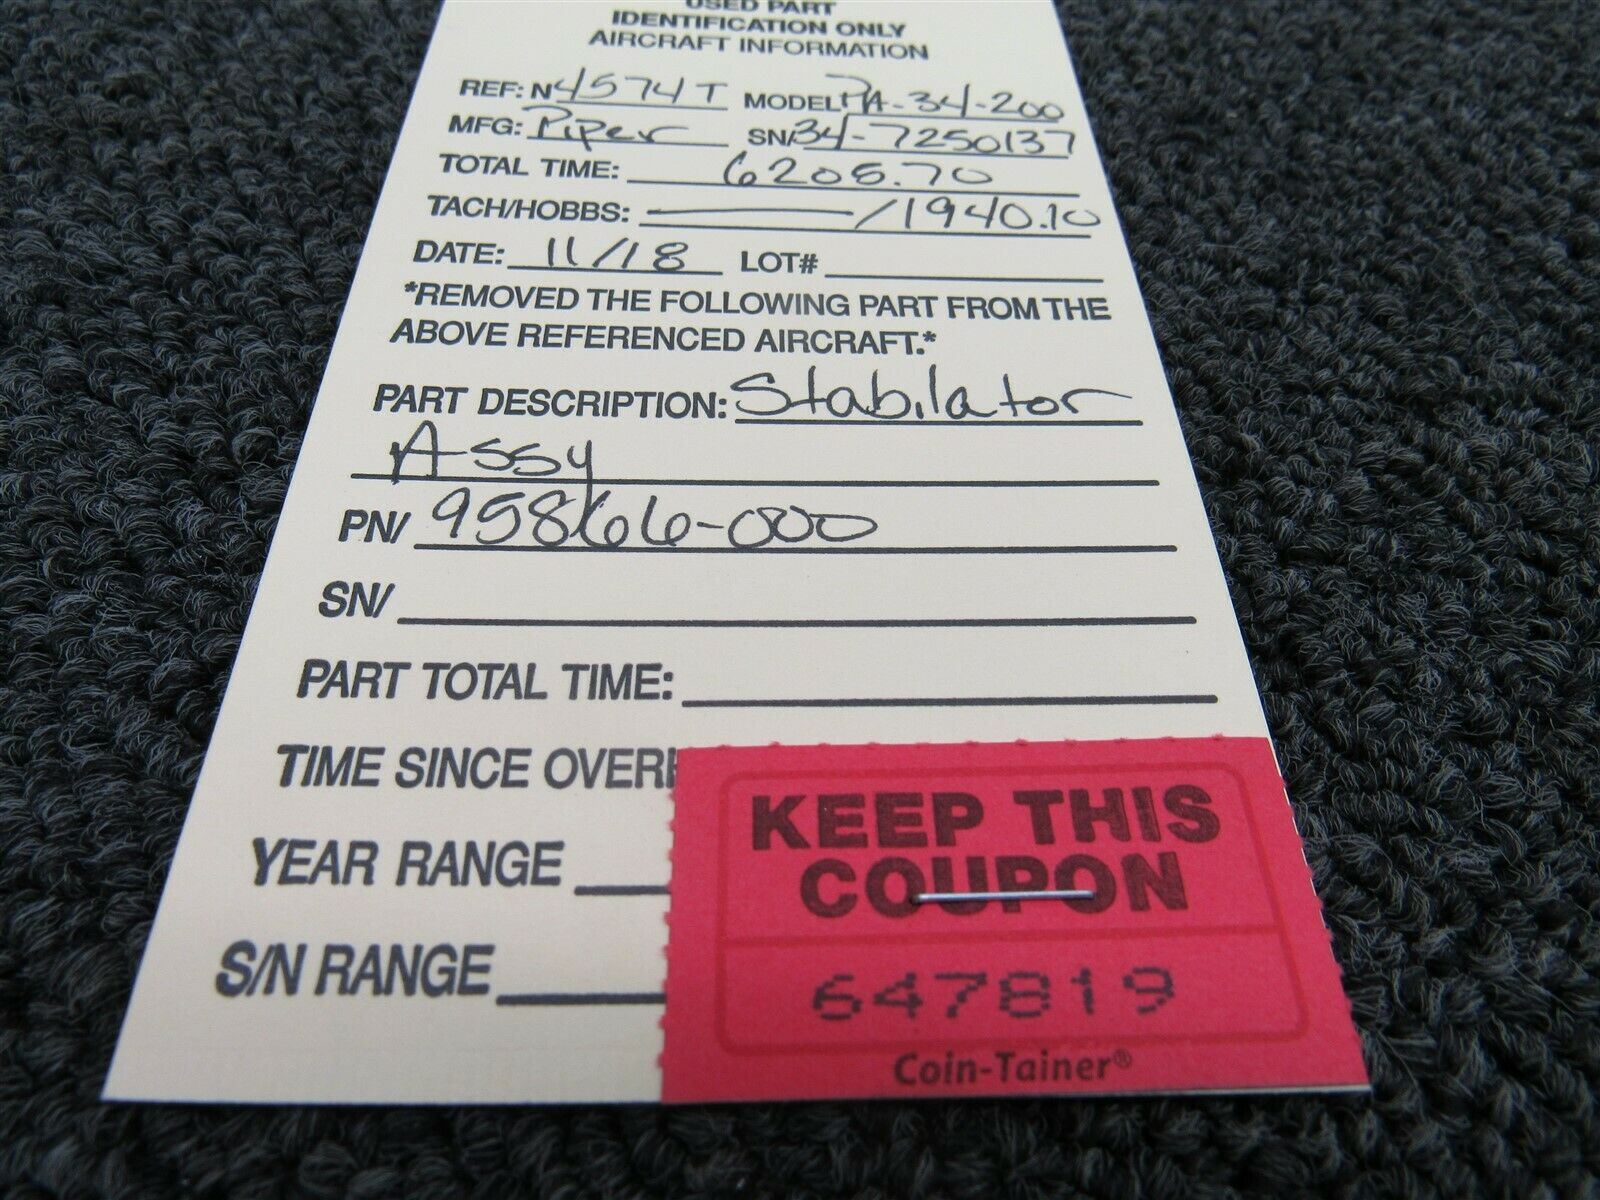 USED PART
IDENTIFICATION ONLY
AIRCRAFT INFORMATION
REF: N4574T MODEL PA-34-200
MFG: Piper SN/34-7250137
TOTAL TIME: 6205.70
TACH/HOBBS: ——— /1940.10
DATE: 11/18 LOT#
*REMOVED THE FOLLOWING PART FROM THE
ABOVE REFERENCED AIRCRAFT.*
PART DESCRIPTION: Stabilator
Assy
PN/ 95866-000
SN/
PART TOTAL TIME:
TIME SINCE OVER
YEAR RANGE
S/N RANGE
KEEP THIS
COUPON
647819
Coin-Tainer®